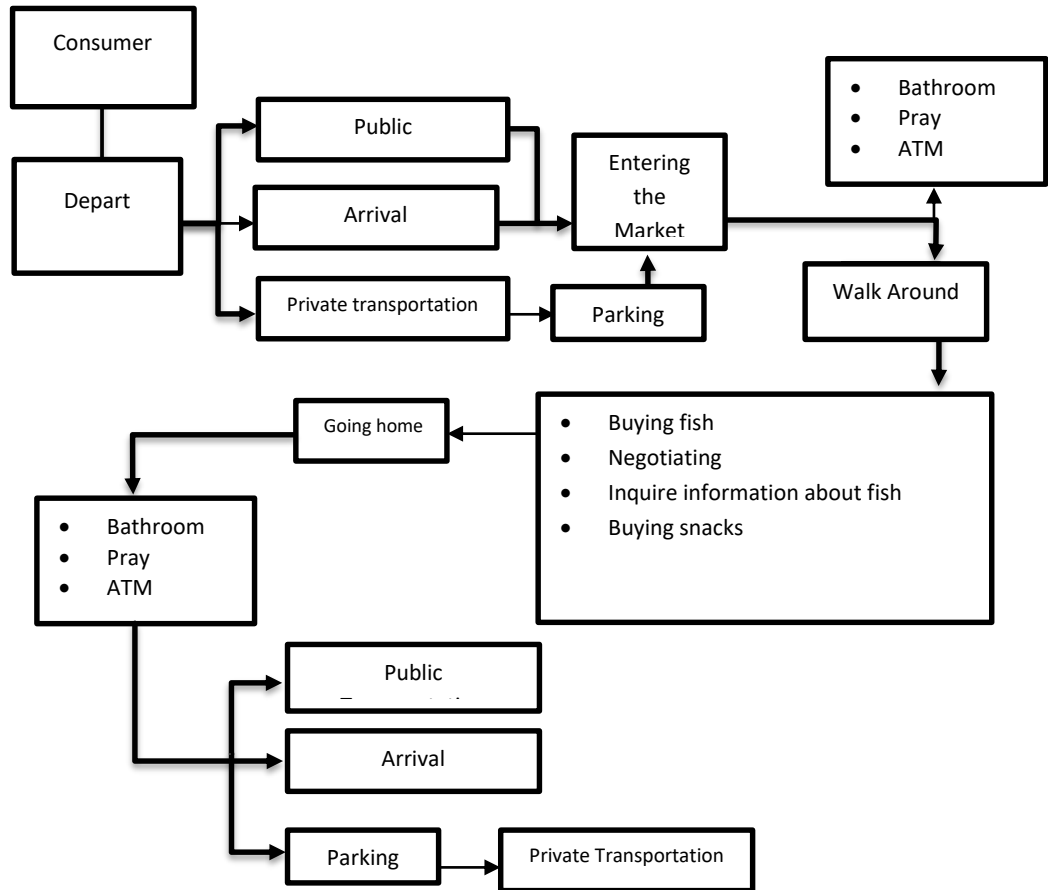 Consumer
Depart
Public
Arrival
Private transportation
Parking
Entering
the
Market
• Bathroom
• Pray
• ATM
Walk Around
• Buying fish
• Negotiating
• Inquire information about fish
• Buying snacks
Going home
• Bathroom
• Pray
• ATM
Public
Arrival
Parking
Private Transportation